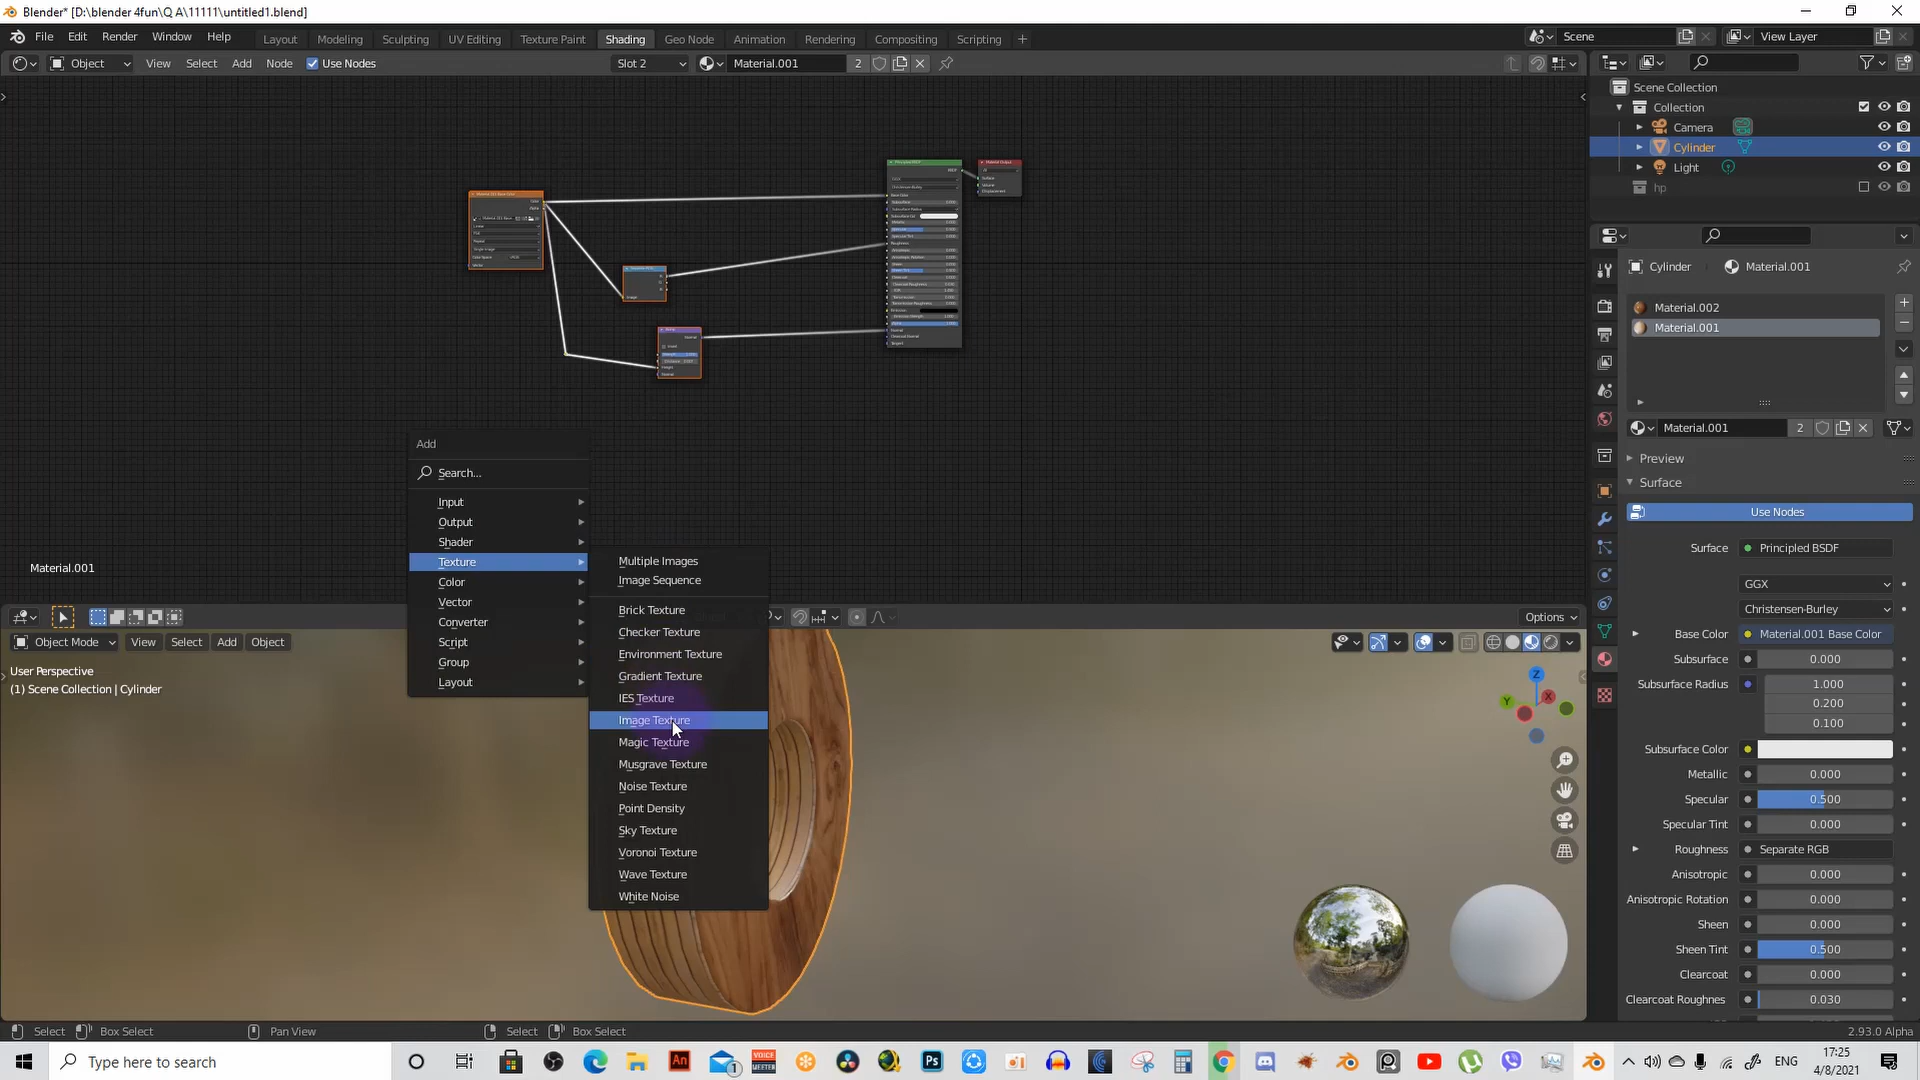 Blender* [D:\blender 4fun\Q A\11111\untitled1.blend]
File Edit Render Window Help Layout Modeling Sculpting UV Editing Texture Paint Shading Geo Node Animation Rendering Compositing Scripting + Scene View Layer
Object View Select Add Node Use Nodes Slot 2 Material.001 2
Scene Collection
Collection
Camera
Cylinder
Light
hp
Cylinder Material.001
Material.002
Material.001
Material.001 2
Preview
Surface
Use Nodes
Surface Principled BSDF
GGX
Christensen-Burley
Base Color Material.001 Base Color
Subsurface 0.000
Subsurface Radius 1.000
0.200
0.100
Subsurface Color
Metallic 0.000
Specular 0.500
Specular Tint 0.000
Roughness Separate RGB
Anisotropic 0.000
Anisotropic Rotation 0.000
Sheen 0.000
Sheen Tint 0.500
Clearcoat 0.000
Clearcoat Roughnes 0.030
Add
Search...
Input
Output
Shader
Texture
Color
Vector
Converter
Script
Group
Layout
Multiple Images
Image Sequence
Brick Texture
Checker Texture
Environment Texture
Gradient Texture
IES Texture
Image Texture
Magic Texture
Musgrave Texture
Noise Texture
Point Density
Sky Texture
Voronoi Texture
Wave Texture
White Noise
Material.001
Options
Object Mode View Select Add Object
User Perspective
(1) Scene Collection | Cylinder
Z
Y
X
Select Box Select Pan View Select Box Select 2.93.0 Alpha
Type here to search
An
VOICE
MEETER
1
Ps
ENG
17:25
4/8/2021